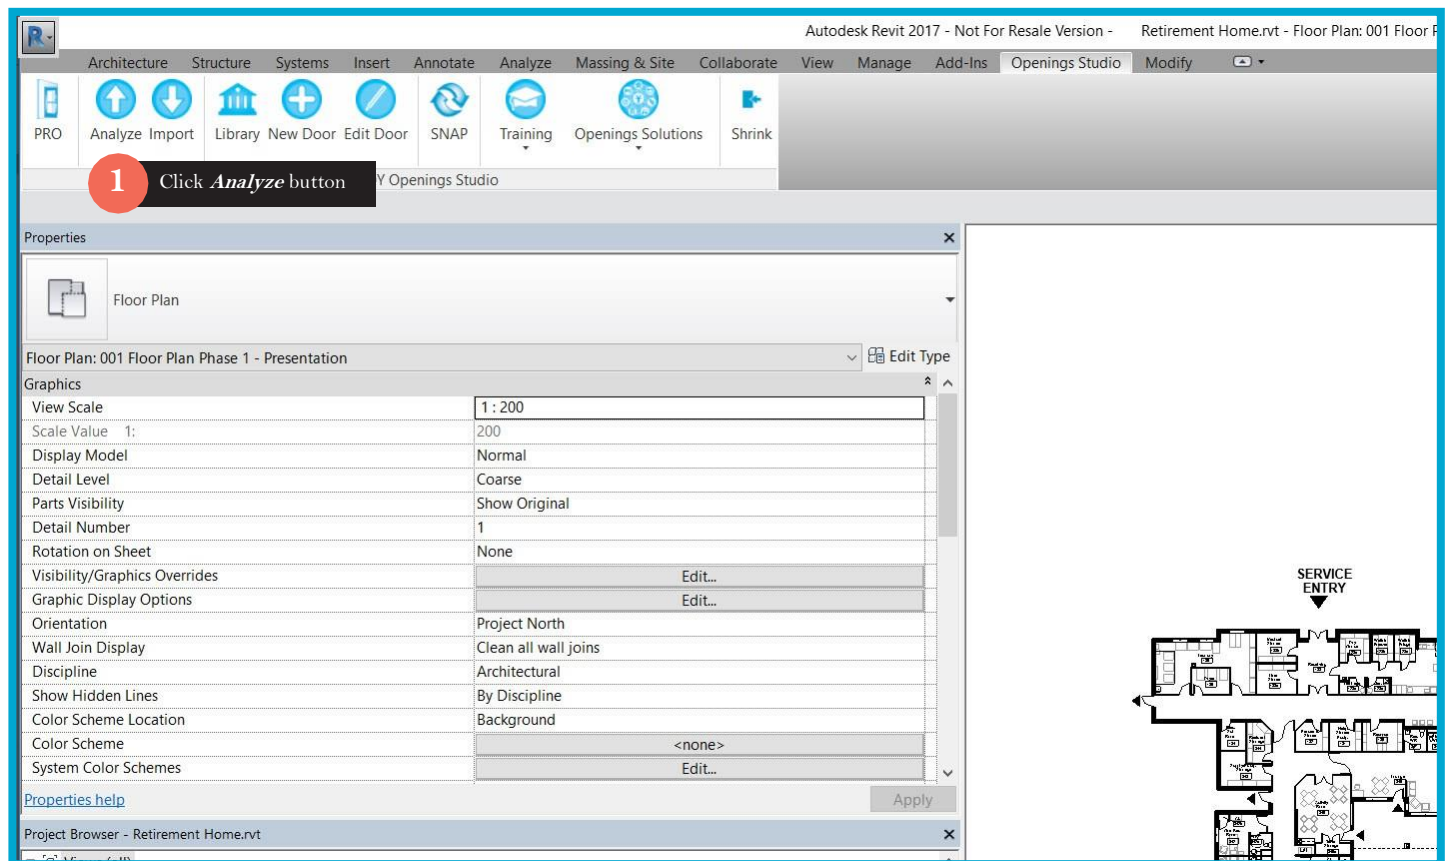 Autodesk Revit 2017 - Not For Resale Version - Retirement Home.rvt - Floor Plan: 001 Floor
R
Architecture Structure Systems Insert Annotate Analyze Massing & Site Collaborate View Manage Add-Ins Openings Studio Modify
PRO Analyze Import Library New Door Edit Door SNAP Training Openings Solutions Shrink
1 Click Analyze button
Y Openings Studio
Properties
Floor Plan
Floor Plan: 001 Floor Plan Phase 1 - Presentation Edit Type
Graphics
View Scale 1 : 200
Scale Value 1: 200
Display Model Normal
Detail Level Coarse
Parts Visibility Show Original
Detail Number 1
Rotation on Sheet None
Visibility/Graphics Overrides Edit...
Graphic Display Options Edit...
Orientation Project North
Wall Join Display Clean all wall joins
Discipline Architectural
Show Hidden Lines By Discipline
Color Scheme Location Background
Color Scheme <none>
System Color Schemes Edit...
Properties help Apply
Project Browser - Retirement Home.rvt
SERVICE
ENTRY